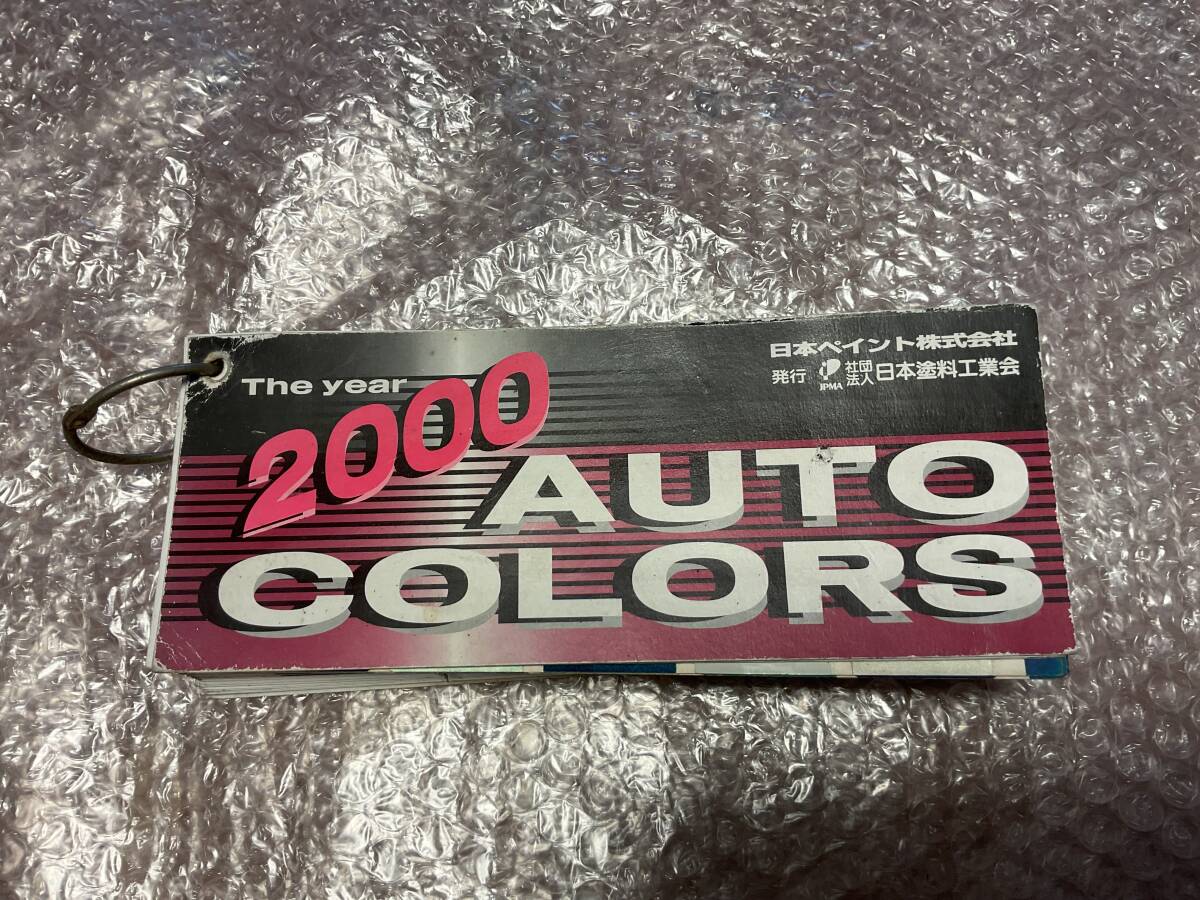 日本ペイント株式会社
発行 JPMA 社団法人 日本塗料工業会
The year
2000
AUTO
COLORS